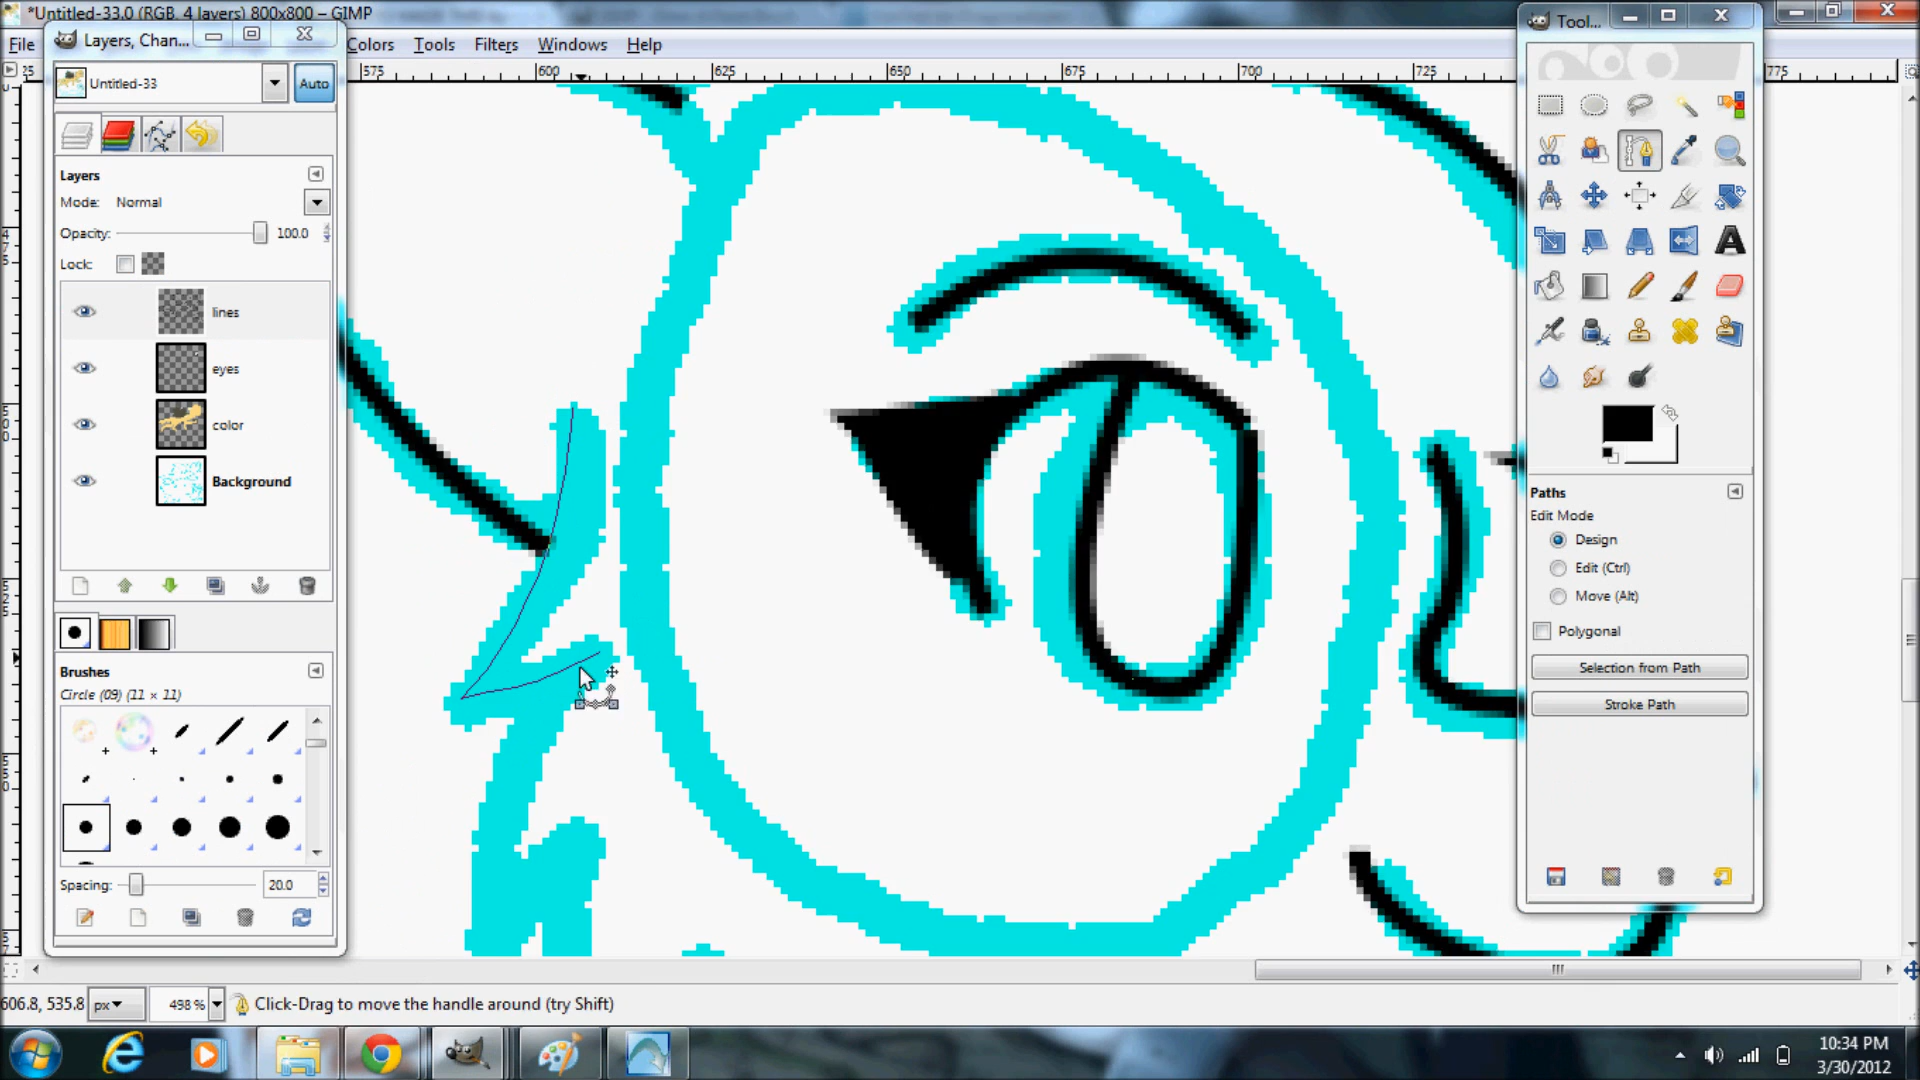 *Untitled-33.0 (RGB, 4 layers) 800x800 – GIMP
File
Colors
Tools
Filters
Windows
Help
Layers, Chan...
Untitled-33
Auto
Layers
Mode: Normal
Opacity: 100.0
Lock:
lines
eyes
color
Background
Brushes
Circle (09) (11 × 11)
Spacing: 20.0
25
575
600
625
650
675
700
725
775
Tool...
Paths
Edit Mode
Design
Edit (Ctrl)
Move (Alt)
Polygonal
Selection from Path
Stroke Path
606.8, 535.8
px
498 %
Click-Drag to move the handle around (try Shift)
10:34 PM
3/30/2012